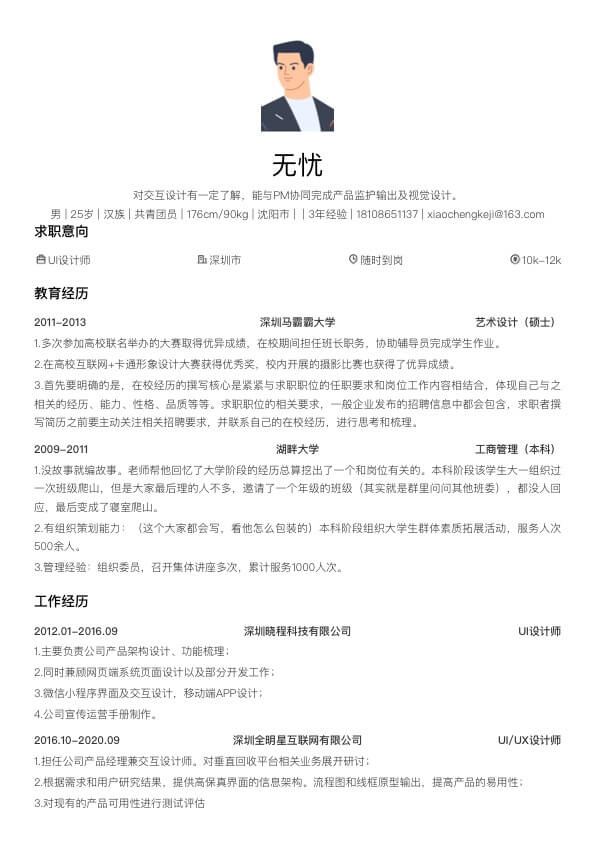 无忧
对交互设计有一定了解，能与PM协同完成产品监护输出及视觉设计。
男 | 25岁 | 汉族 | 共青团员 | 176cm/90kg | 沈阳市 | | 3年经验 | 18108651137 | xiaochengkeji@163.com
求职意向
UI设计师 深圳市 随时到岗 10k-12k
教育经历
2011-2013 深圳马霸霸大学 艺术设计（硕士）
1.多次参加高校联名举办的大赛取得优异成绩，在校期间担任班长职务，协助辅导员完成学生作业。
2.在高校互联网+卡通形象设计大赛获得优秀奖，校内开展的摄影比赛也获得了优异成绩。
3.首先要明确的是，在校经历的撰写核心是紧紧与求职职位的任职要求和岗位工作内容相结合，体现自己与之
相关的经历、能力、性格、品质等等。求职职位的相关要求，一般企业发布的招聘信息中都会包含，求职者撰
写简历之前要主动关注相关招聘要求，并联系自己的在校经历，进行思考和梳理。
2009-2011 湖畔大学 工商管理（本科）
1.没故事就编故事。老师帮他回忆了大学阶段的经历总算挖出了一个和岗位有关的。本科阶段该学生大一组织过
一次班级爬山，但是大家最后理的人不多，邀请了一个年级的班级（其实就是群里问问其他班委），都没人回
应，最后变成了寝室爬山。
2.有组织策划能力：（这个大家都会写，看他怎么包装的）本科阶段组织大学生群体素质拓展活动，服务人次
500余人。
3.管理经验：组织委员，召开集体讲座多次，累计服务1000人次。
工作经历
2012.01-2016.09 深圳晓程科技有限公司 UI设计师
1.主要负责公司产品架构设计、功能梳理；
2.同时兼顾网页端系统页面设计以及部分开发工作；
3.微信小程序界面及交互设计，移动端APP设计；
4.公司宣传运营手册制作。
2016.10-2020.09 深圳全明星互联网有限公司 UI/UX设计师
1.担任公司产品经理兼交互设计师。对垂直回收平台相关业务展开研讨；
2.根据需求和用户研究结果，提供高保真界面的信息架构。流程图和线框原型输出，提高产品的易用性；
3.对现有的产品可用性进行测试评估